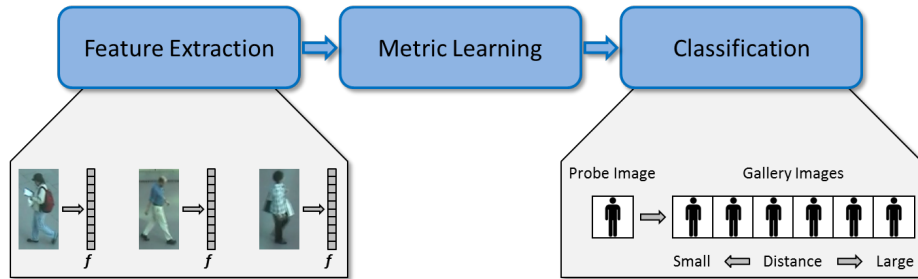 Feature Extraction
Metric Learning
Classification
f
f
f
Probe Image
Gallery Images
Small
Distance
Large